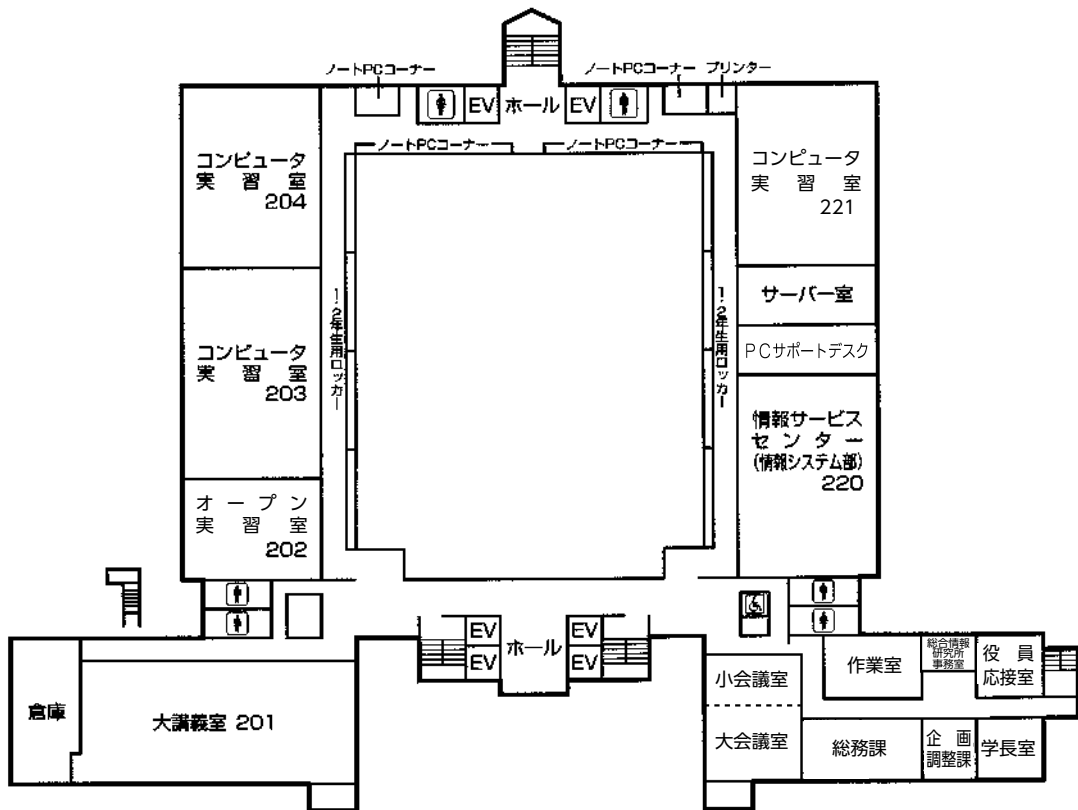 ノートPCコーナー
ノートPCコーナー プリンター
EV ホール EV
ノートPCコーナー
ノートPCコーナー
コンピュータ
実習室
204
コンピュータ
実習室
221
サーバー室
PCサポートデスク
1・2年生用ロッカー
1・2年生用ロッカー
コンピュータ
実習室
203
情報サービス
センター
(情報システム部)
220
オープン
実習室
202
EV ホール EV
EV EV
倉庫
大講義室 201
小会議室
大会議室
作業室
総合情報
研究所
事務室
役員
応接室
総務課
企画
調整課
学長室